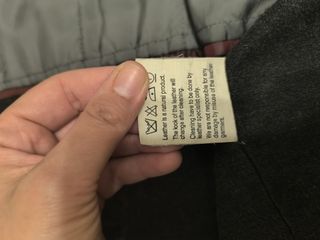 Leather is a natural product.
The look of the leather will
change after cleaning.
Cleaning have to be done by
leather specialist only.
We are not responsible for any
damage by misuse of the leather
garment.